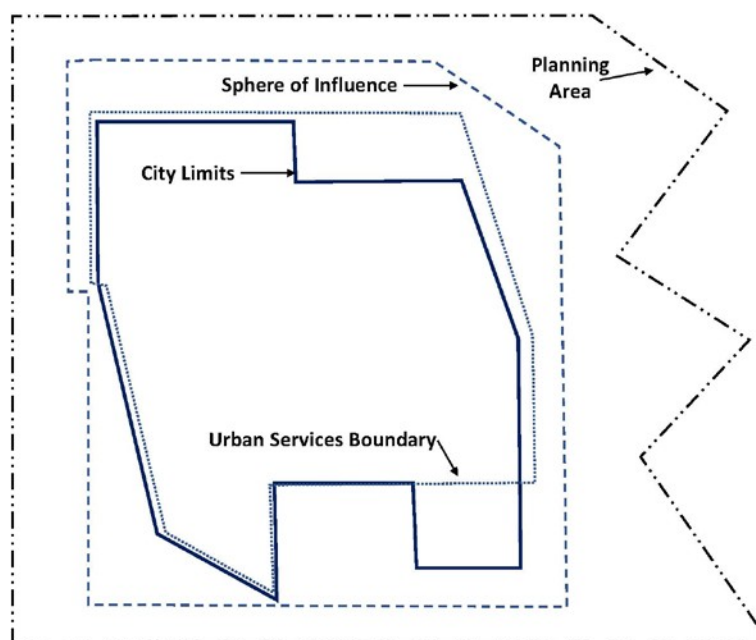 Planning
Area
Sphere of Influence
City Limits
Urban Services Boundary